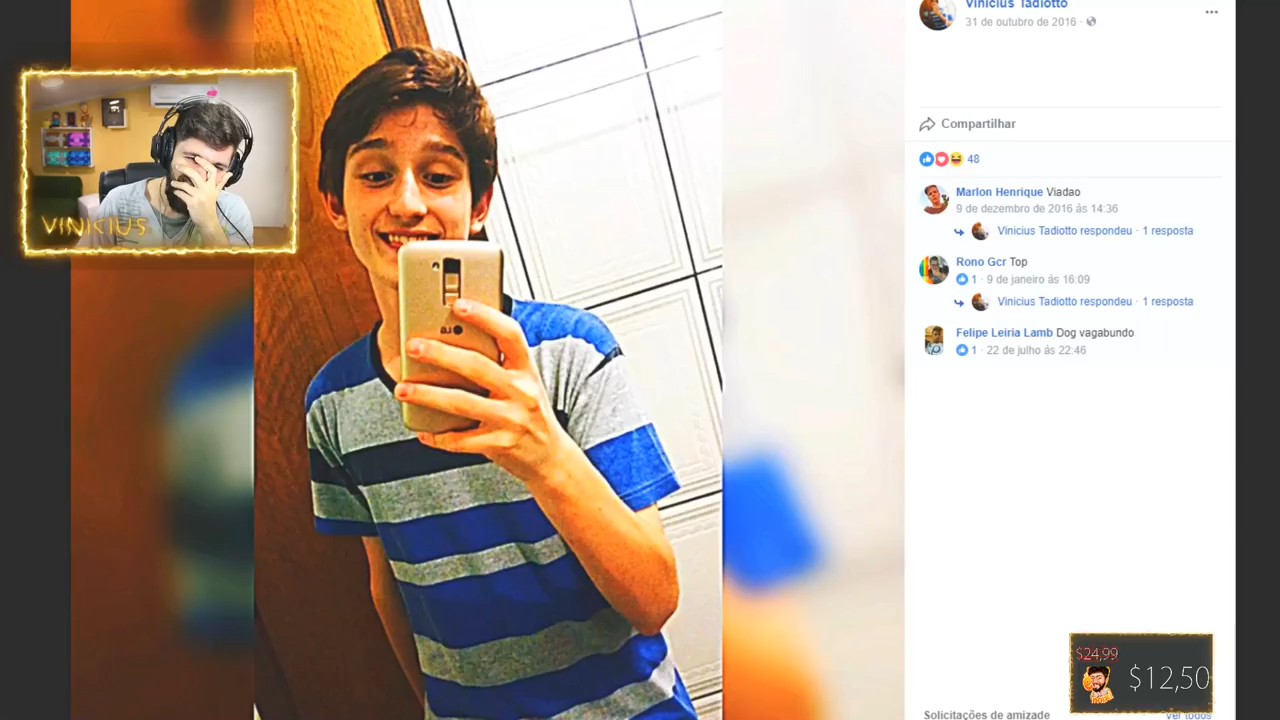 Vinicius Tadiotto
31 de outubro de 2016
Compartilhar
48
Marlon Henrique Viadao
9 de dezembro de 2016 às 14:36
Vinicius Tadiotto respondeu · 1 resposta
Rono Gcr Top
1 · 9 de janeiro às 16:09
Vinicius Tadiotto respondeu · 1 resposta
Felipe Leiria Lamb Dog vagabundo
1 · 22 de julho às 22:46
VINICIUS
LG
$24,99
$12,50
Solicitações de amizade
Ver todos